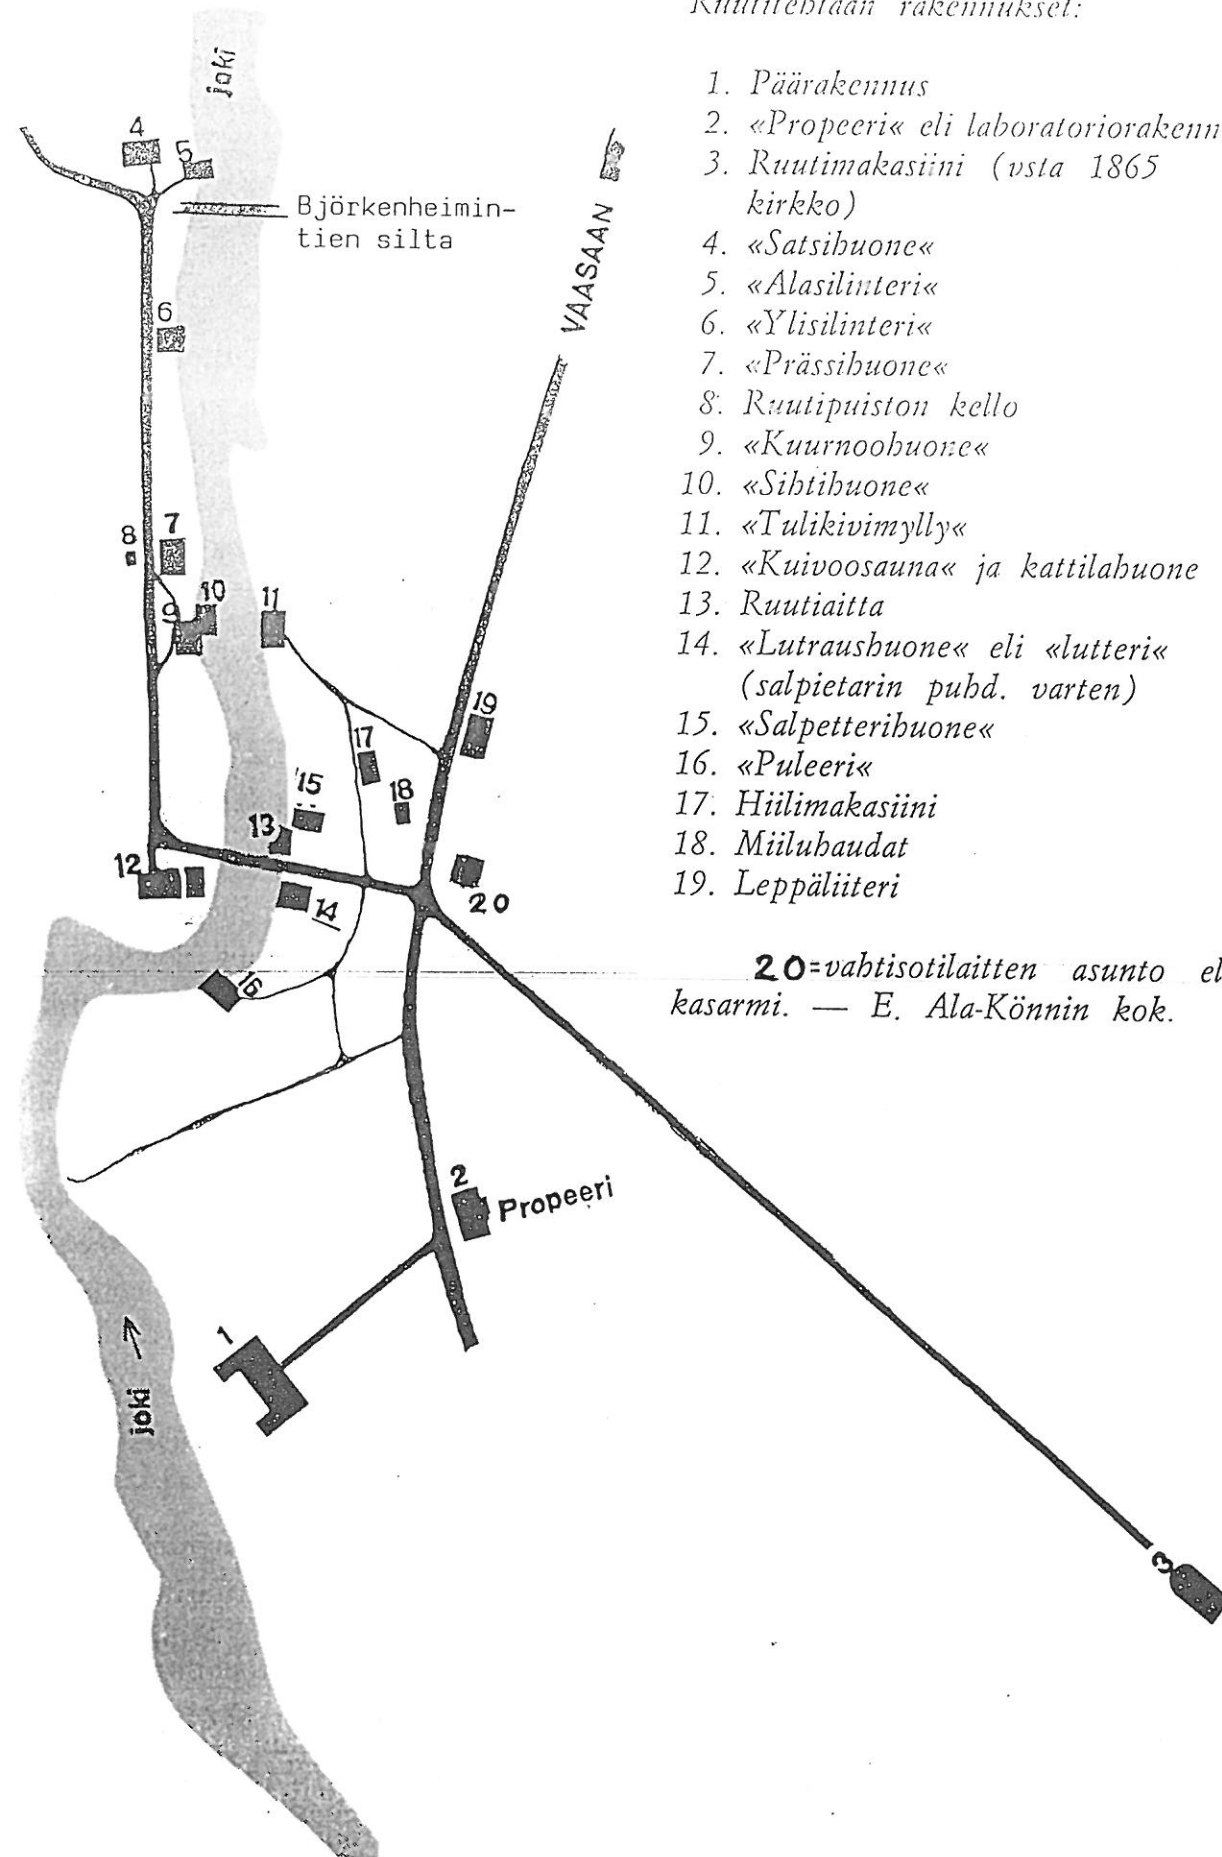 Ruutitehtaan rakennukset:
1. Päärakennus
2. «Propeeri« eli laboratoriorakenn
3. Ruutimakasiini (vsta 1865
kirkko)
4. «Satsihuone«
5. «Alasilinteri«
6. «Ylisilinteri«
7. «Prässihuone«
8. Ruutipuiston kello
9. «Kuurnoohuone«
10. «Sihtihuone«
11. «Tulikivimylly«
12. «Kuivoosauna« ja kattilahuone
13. Ruutiaitta
14. «Lutraushuone« eli «lutteri«
(salpietarin puhd. varten)
15. «Salpetterihuone«
16. «Puleeri«
17. Hiilimakasiini
18. Miiluhaudat
19. Leppäliiteri
20=vahtisotilaitten asunto el
kasarmi. — E. Ala-Könnin kok.
joki
4
5
Björkenheimin-
tien silta
VAASAAN
6
8
7
9
10
11
19
17
18
15
13
12
14
20
16
2
Propeeri
1
joki
3